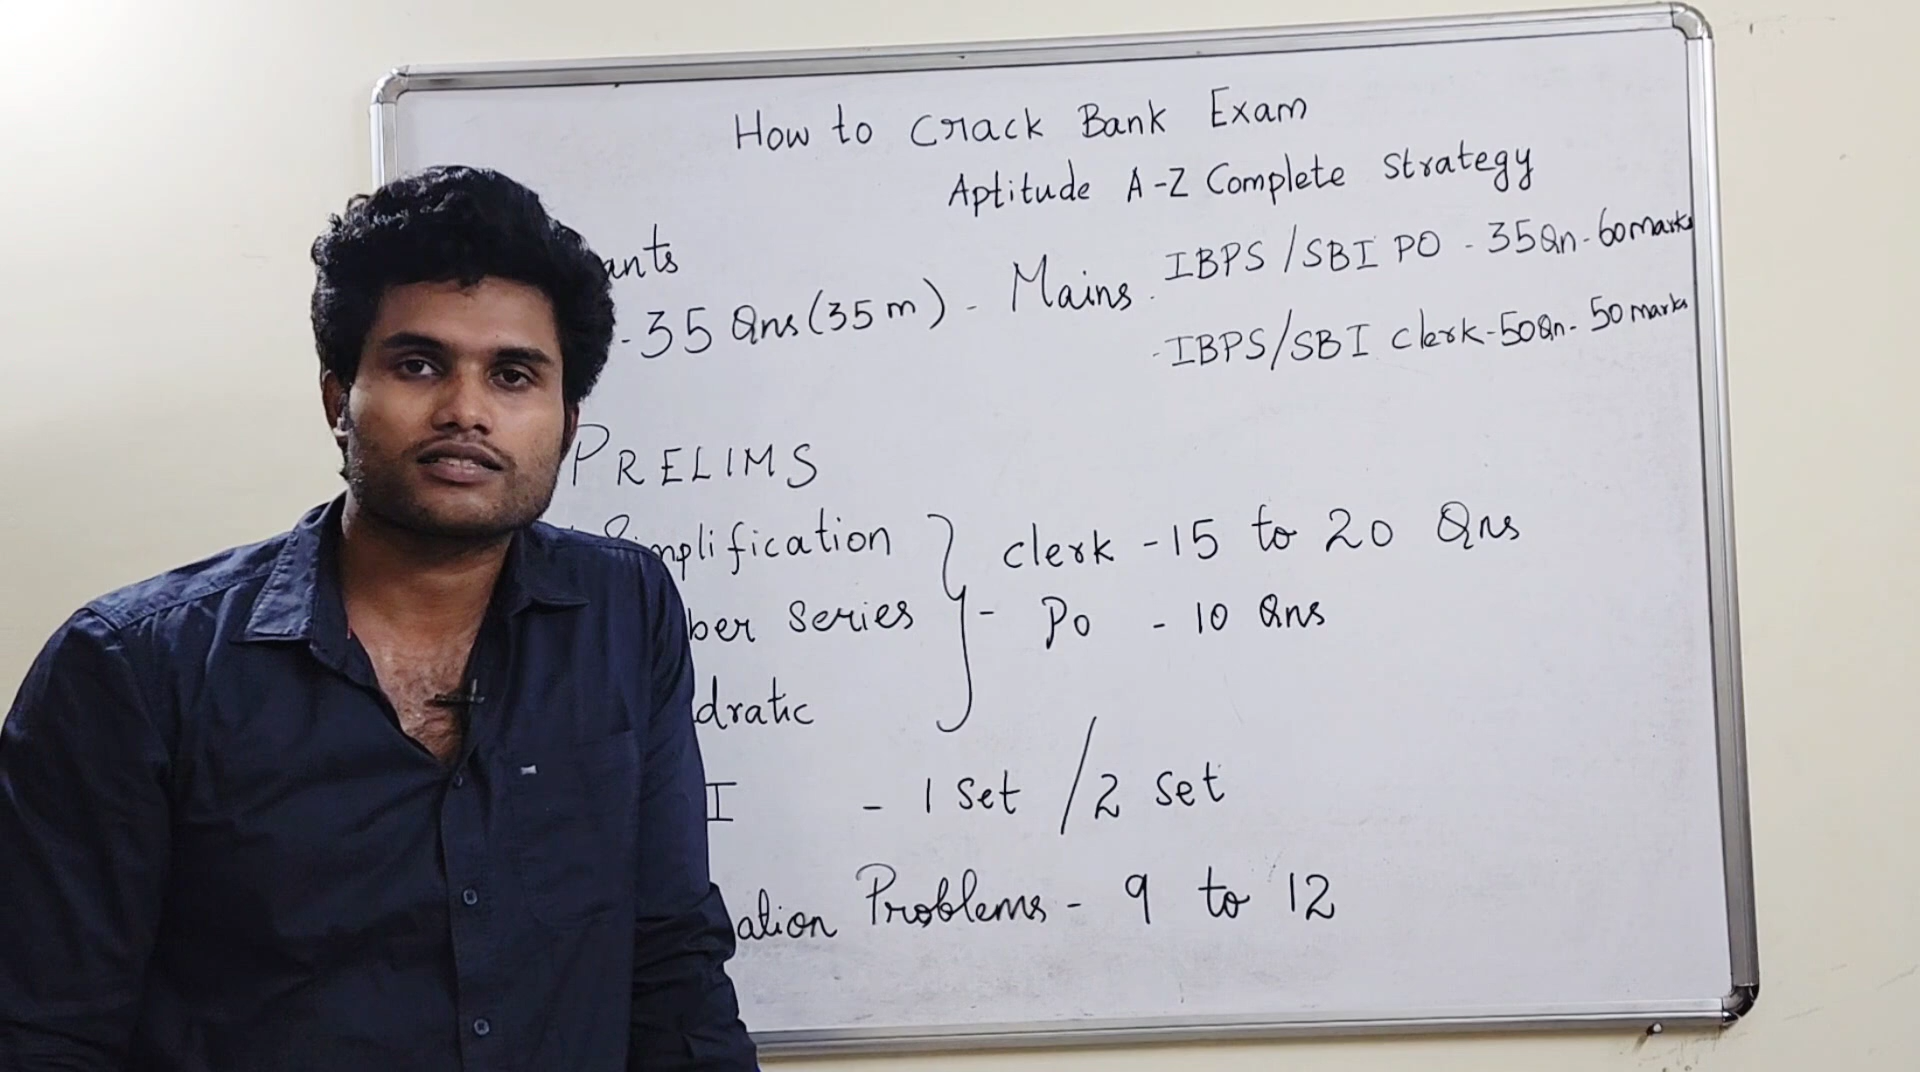 How to Crack Bank Exam
Aptitude A-Z Complete Strategy
ants
- 35 Qns (35 m) - Mains - IBPS / SBI PO - 35Qn - 60 marks
- IBPS/SBI Clerk - 50Qn - 50 marks
PRELIMS
Simplification } clerk - 15 to 20 Qns
ber Series - Po - 10 Qns
dratic
I - 1 Set / 2 Set
ation Problems - 9 to 12